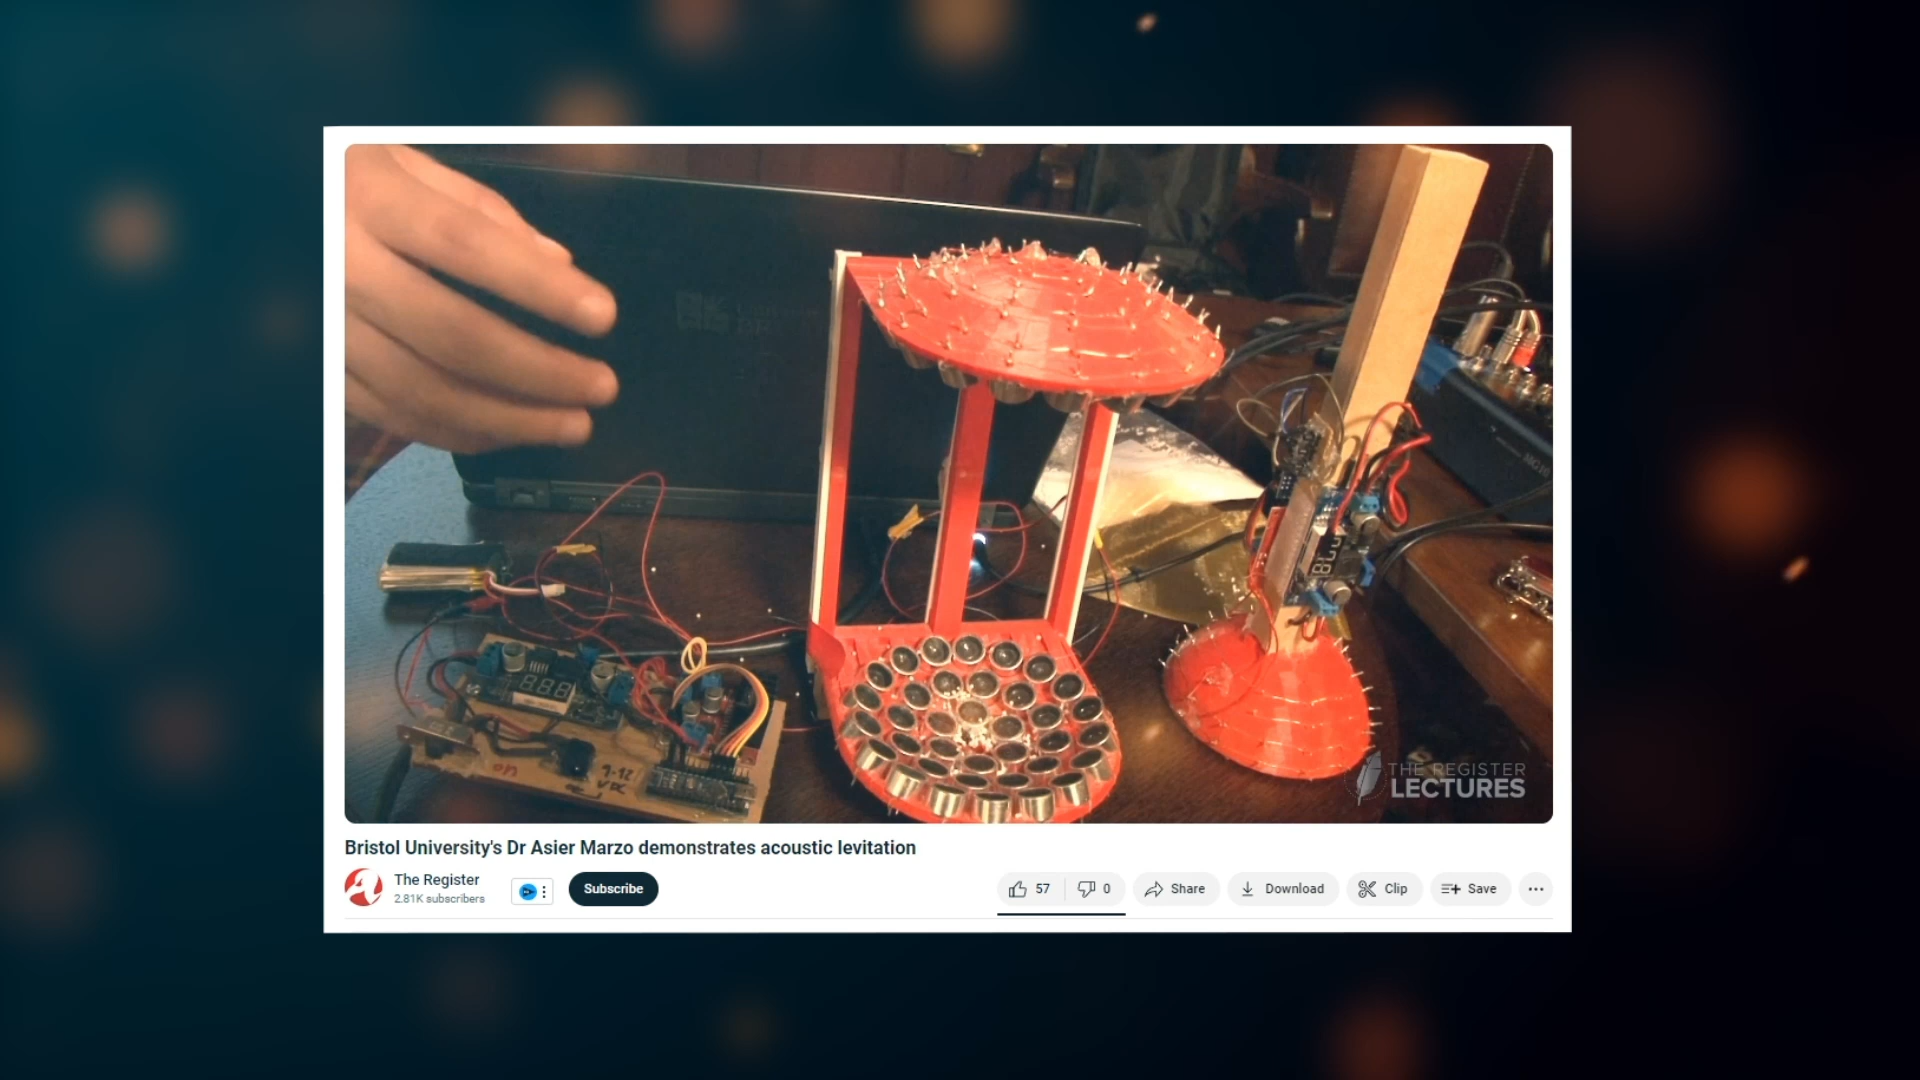 THE REGISTER
LECTURES
Bristol University's Dr Asier Marzo demonstrates acoustic levitation
The Register
2.81K subscribers
Subscribe
57
0
Share
Download
Clip
Save